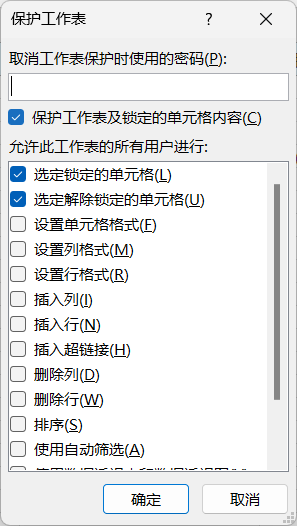 保护工作表
?
取消工作表保护时使用的密码(P):
保护工作表及锁定的单元格内容(C)
允许此工作表的所有用户进行:
选定锁定的单元格(L)
选定解除锁定的单元格(U)
设置单元格格式(F)
设置列格式(M)
设置行格式(R)
插入列(I)
插入行(N)
插入超链接(H)
删除列(D)
删除行(W)
排序(S)
使用自动筛选(A)
确定
取消